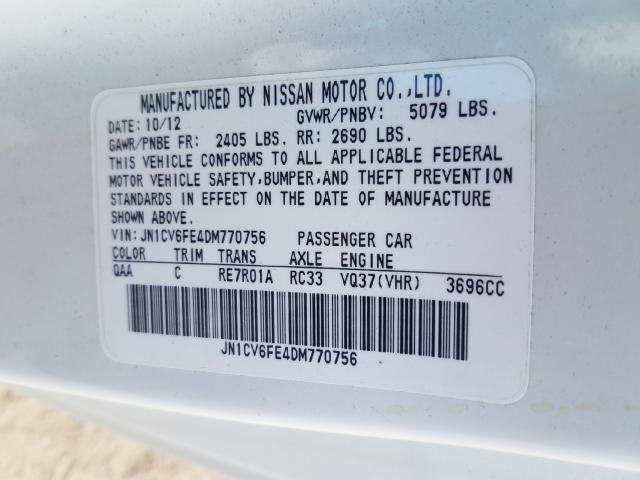 MANUFACTURED BY NISSAN MOTOR CO.,LTD.
DATE: 10/12 GVWR/PNBV: 5079 LBS.
GAWR/PNBE FR: 2405 LBS. RR: 2690 LBS.
THIS VEHICLE CONFORMS TO ALL APPLICABLE FEDERAL
MOTOR VEHICLE SAFETY,BUMPER,AND THEFT PREVENTION
STANDARDS IN EFFECT ON THE DATE OF MANUFACTURE
SHOWN ABOVE.
VIN: JN1CV6FE4DM770756 PASSENGER CAR
COLOR TRIM TRANS AXLE ENGINE
QAA C RE7R01A RC33 VQ37(VHR) 3696CC
JN1CV6FE4DM770756